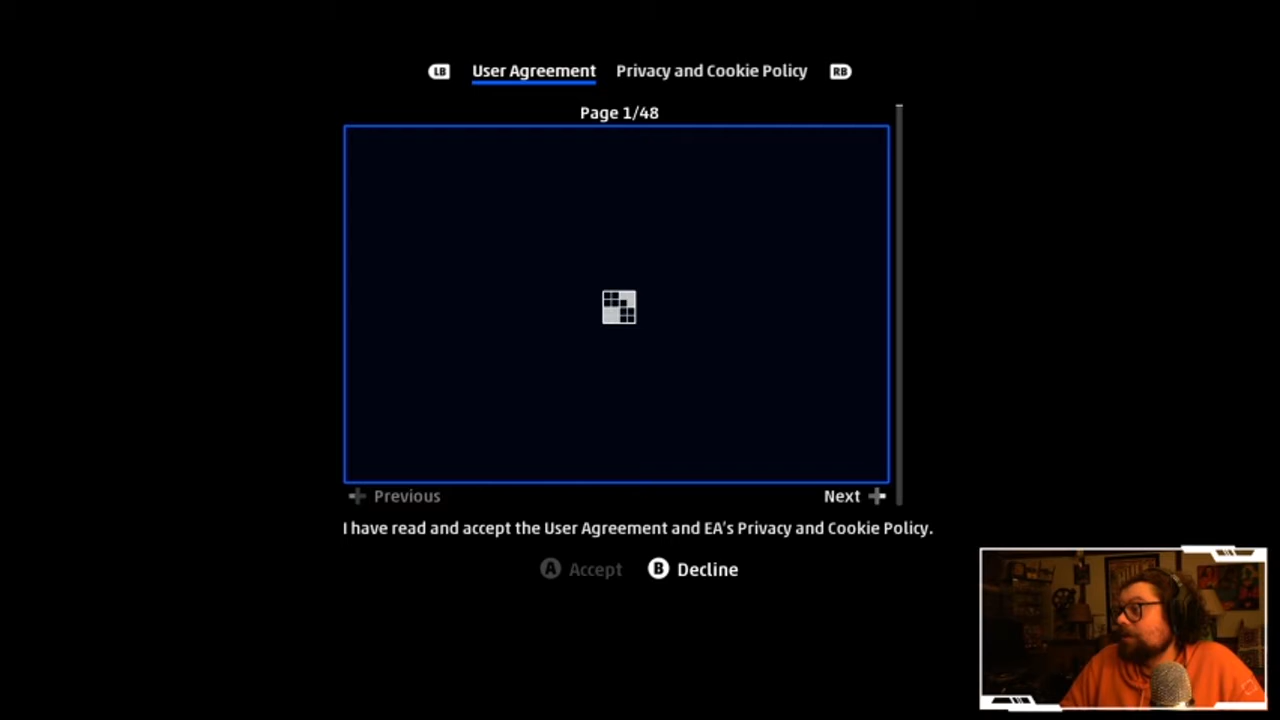 LB User Agreement Privacy and Cookie Policy RB
Page 1/48
Previous Next
I have read and accept the User Agreement and EA's Privacy and Cookie Policy.
A Accept B Decline